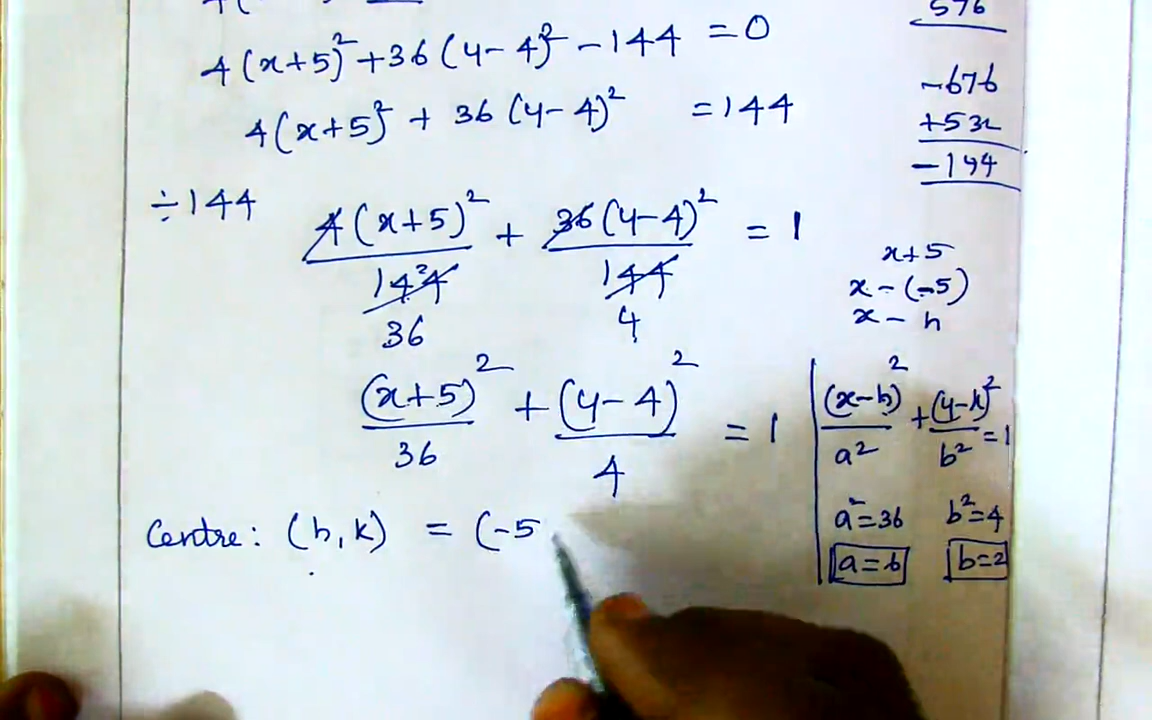 576
4(x+5)² + 36(y-4)² - 144 = 0
-676
4(x+5)² + 36(y-4)² = 144
+532
-144
÷144
4(x+5)²/144 + 36(y-4)²/144 = 1
36 4
x+5
x-(-5)
x-h
(x+5)²/36 + (y-4)²/4 = 1
(x-h)²/a² + (y-k)²/b² = 1
a²=36 b²=4
a=6 b=2
Centre: (h, k) = (-5